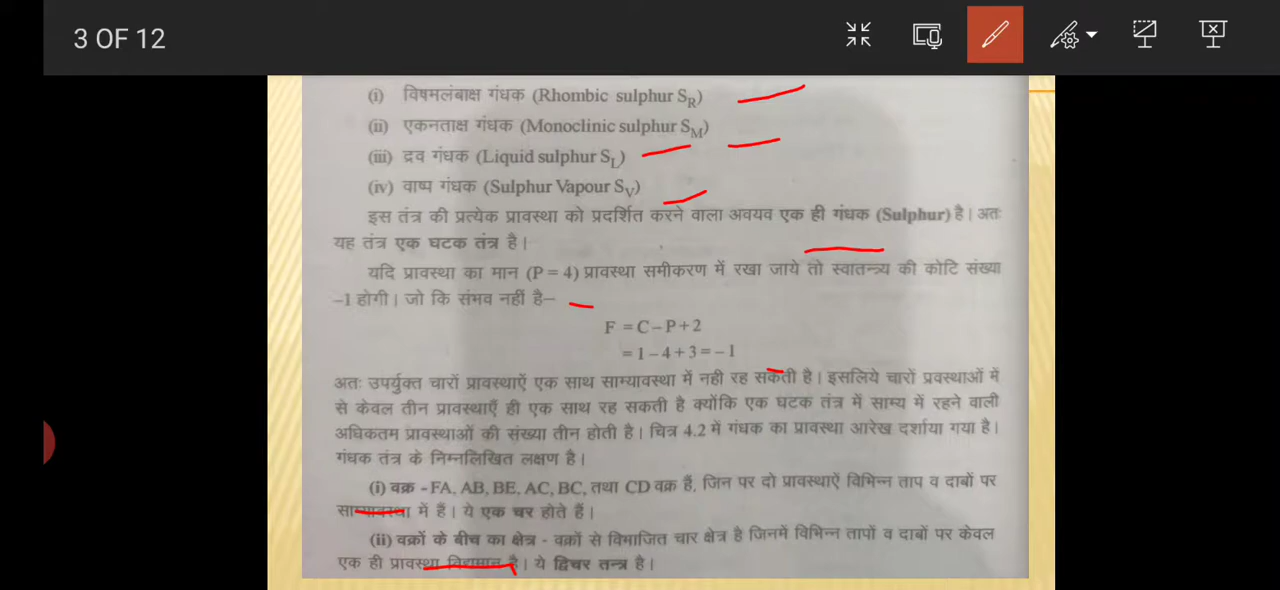 3 OF 12
(i) विषमलंबाक्ष गंधक (Rhombic sulphur S_R)
(ii) एकनताक्ष गंधक (Monoclinic sulphur S_M)
(iii) द्रव गंधक (Liquid sulphur S_L)
(iv) वाष्प गंधक (Sulphur Vapour S_V)
इस तंत्र की प्रत्येक प्रावस्था को प्रदर्शित करने वाला अवयव एक ही गंधक (Sulphur) है। अतः
यह तंत्र एक घटक तंत्र है।
यदि प्रावस्था का मान (P = 4) प्रावस्था समीकरण में रखा जाये तो स्वातन्त्र्य की कोटि संख्या
–1 होगी। जो कि संभव नहीं है–
F = C – P + 2
= 1 – 4 + 3 = – 1
अतः उपर्युक्त चारों प्रावस्थाऐं एक साथ साम्यावस्था में नही रह सकती है। इसलिये चारों प्रवस्थाओं में
से केवल तीन प्रावस्थाएँ ही एक साथ रह सकती है क्योंकि एक घटक तंत्र में साम्य में रहने वाली
अधिकतम प्रावस्थाओं की संख्या तीन होती है। चित्र 4.2 में गंधक का प्रावस्था आरेख दर्शाया गया है।
गंधक तंत्र के निम्नलिखित लक्षण है।
(i) वक्र - FA, AB, BE, AC, BC, तथा CD वक्र हैं, जिन पर दो प्रावस्थाऐं विभिन्न ताप व दाबों पर
साम्यावस्था में हैं। ये एक चर होते हैं।
(ii) वक्रों के बीच का क्षेत्र - वक्रों से विभाजित चार क्षेत्र है जिनमें विभिन्न तापों व दाबों पर केवल
एक ही प्रावस्था विद्यमान है। ये द्विचर तन्त्र है।